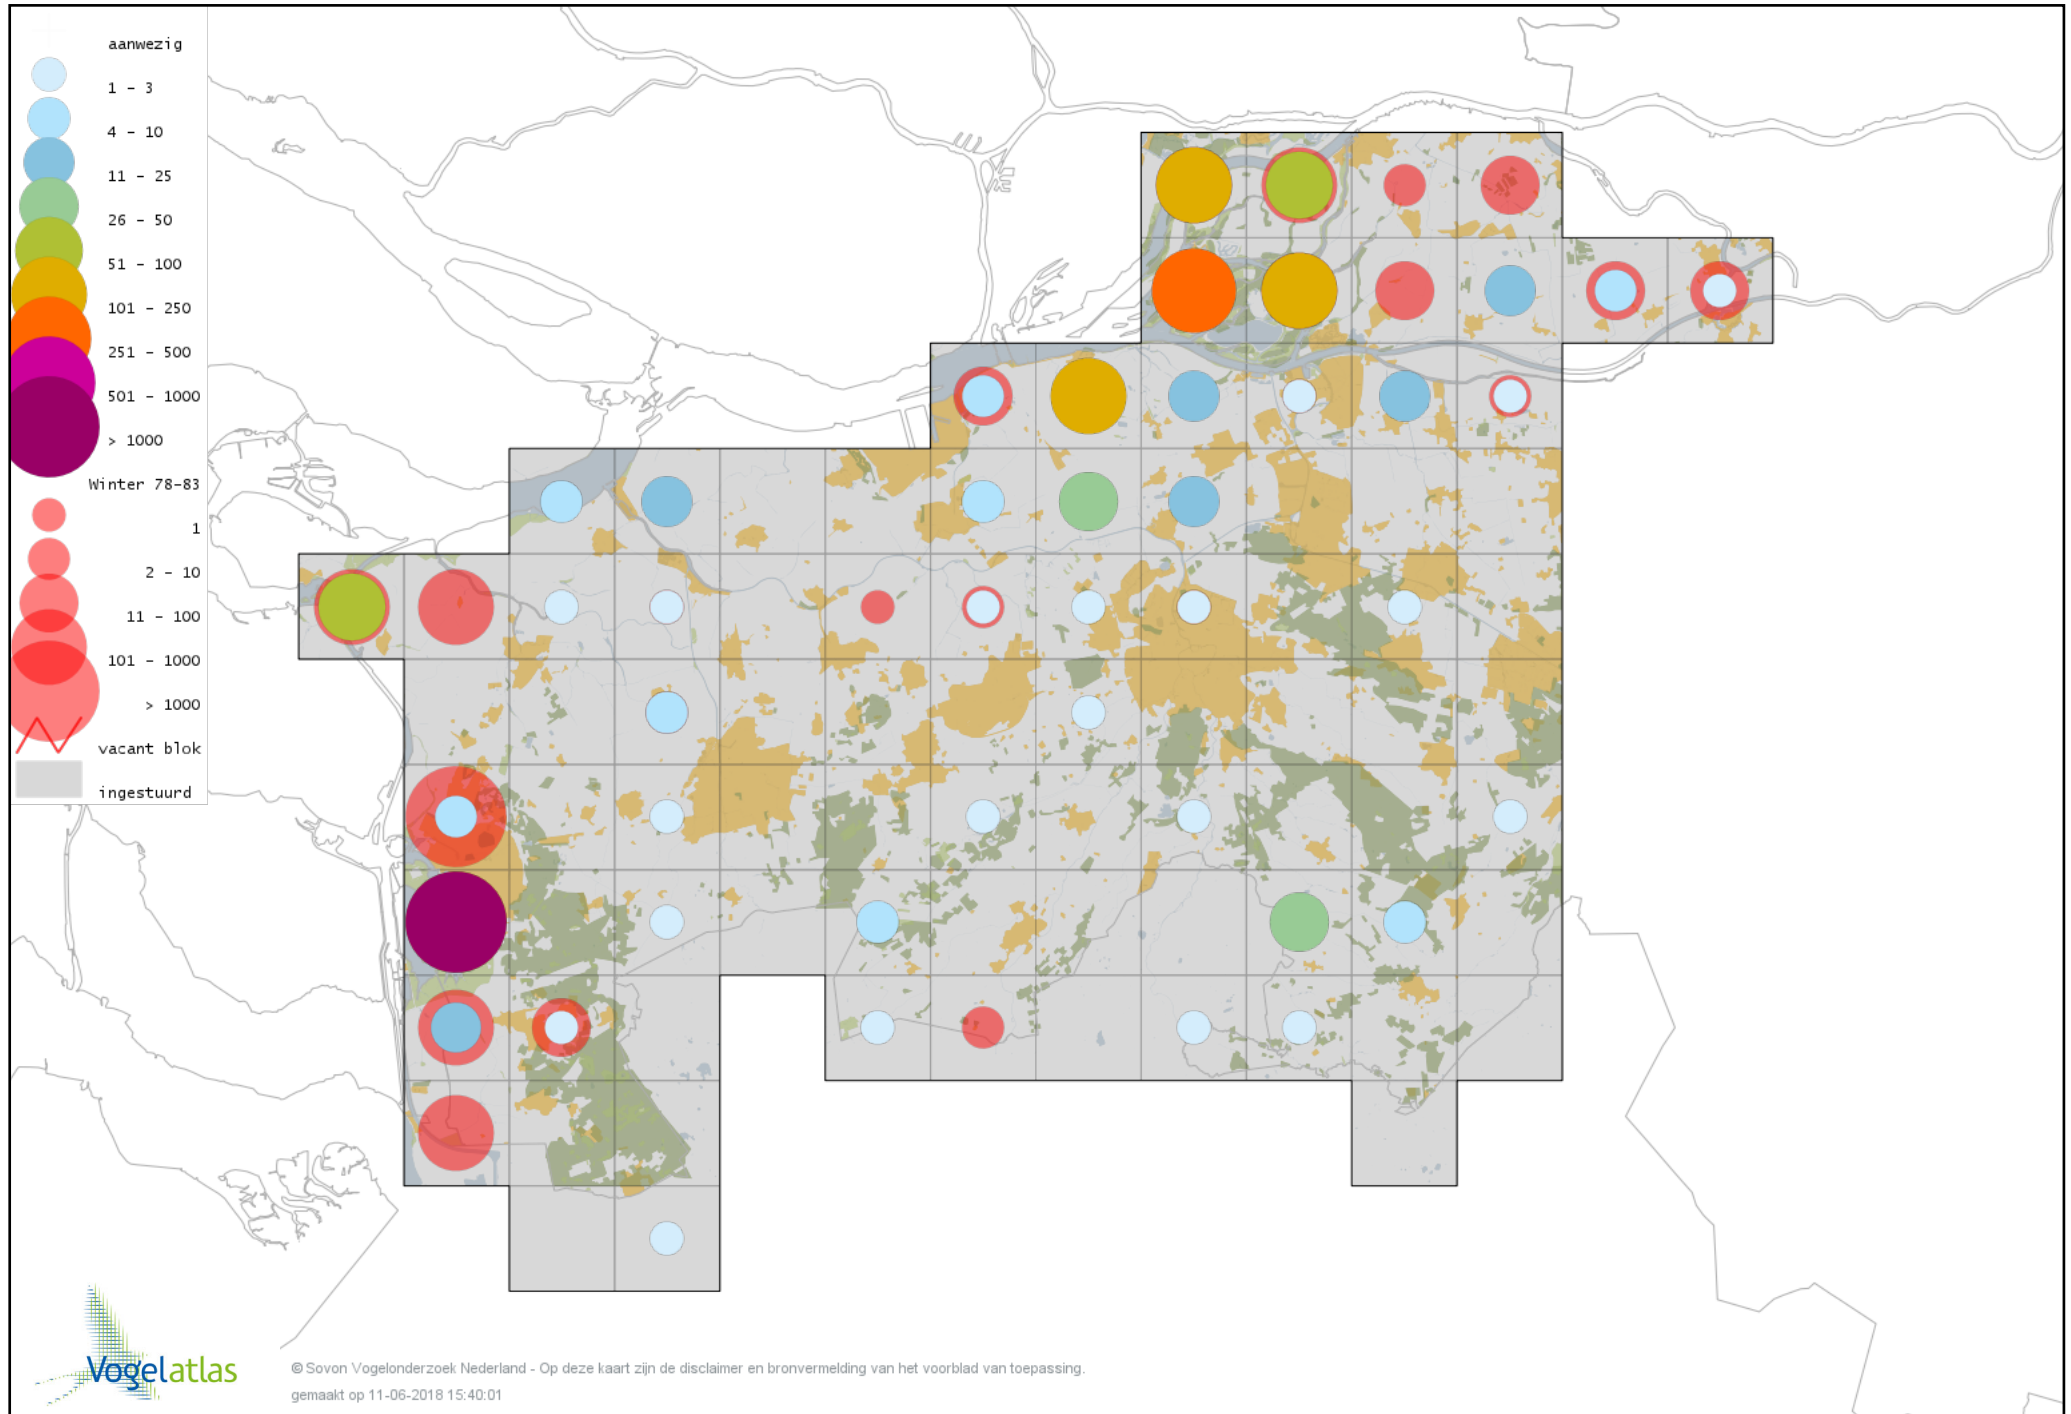 aanwezig
1 - 3
4 - 10
11 - 25
26 - 50
51 - 100
101 - 250
251 - 500
501 - 1000
> 1000
Winter 78-83
1
2 - 10
11 - 100
101 - 1000
> 1000
vacant blok
ingestuurd
Vogelatlas
© Sovon Vogelonderzoek Nederland - Op deze kaart zijn de disclaimer en bronvermelding van het voorblad van toepassing.
gemaakt op 11-06-2018 15:40:01